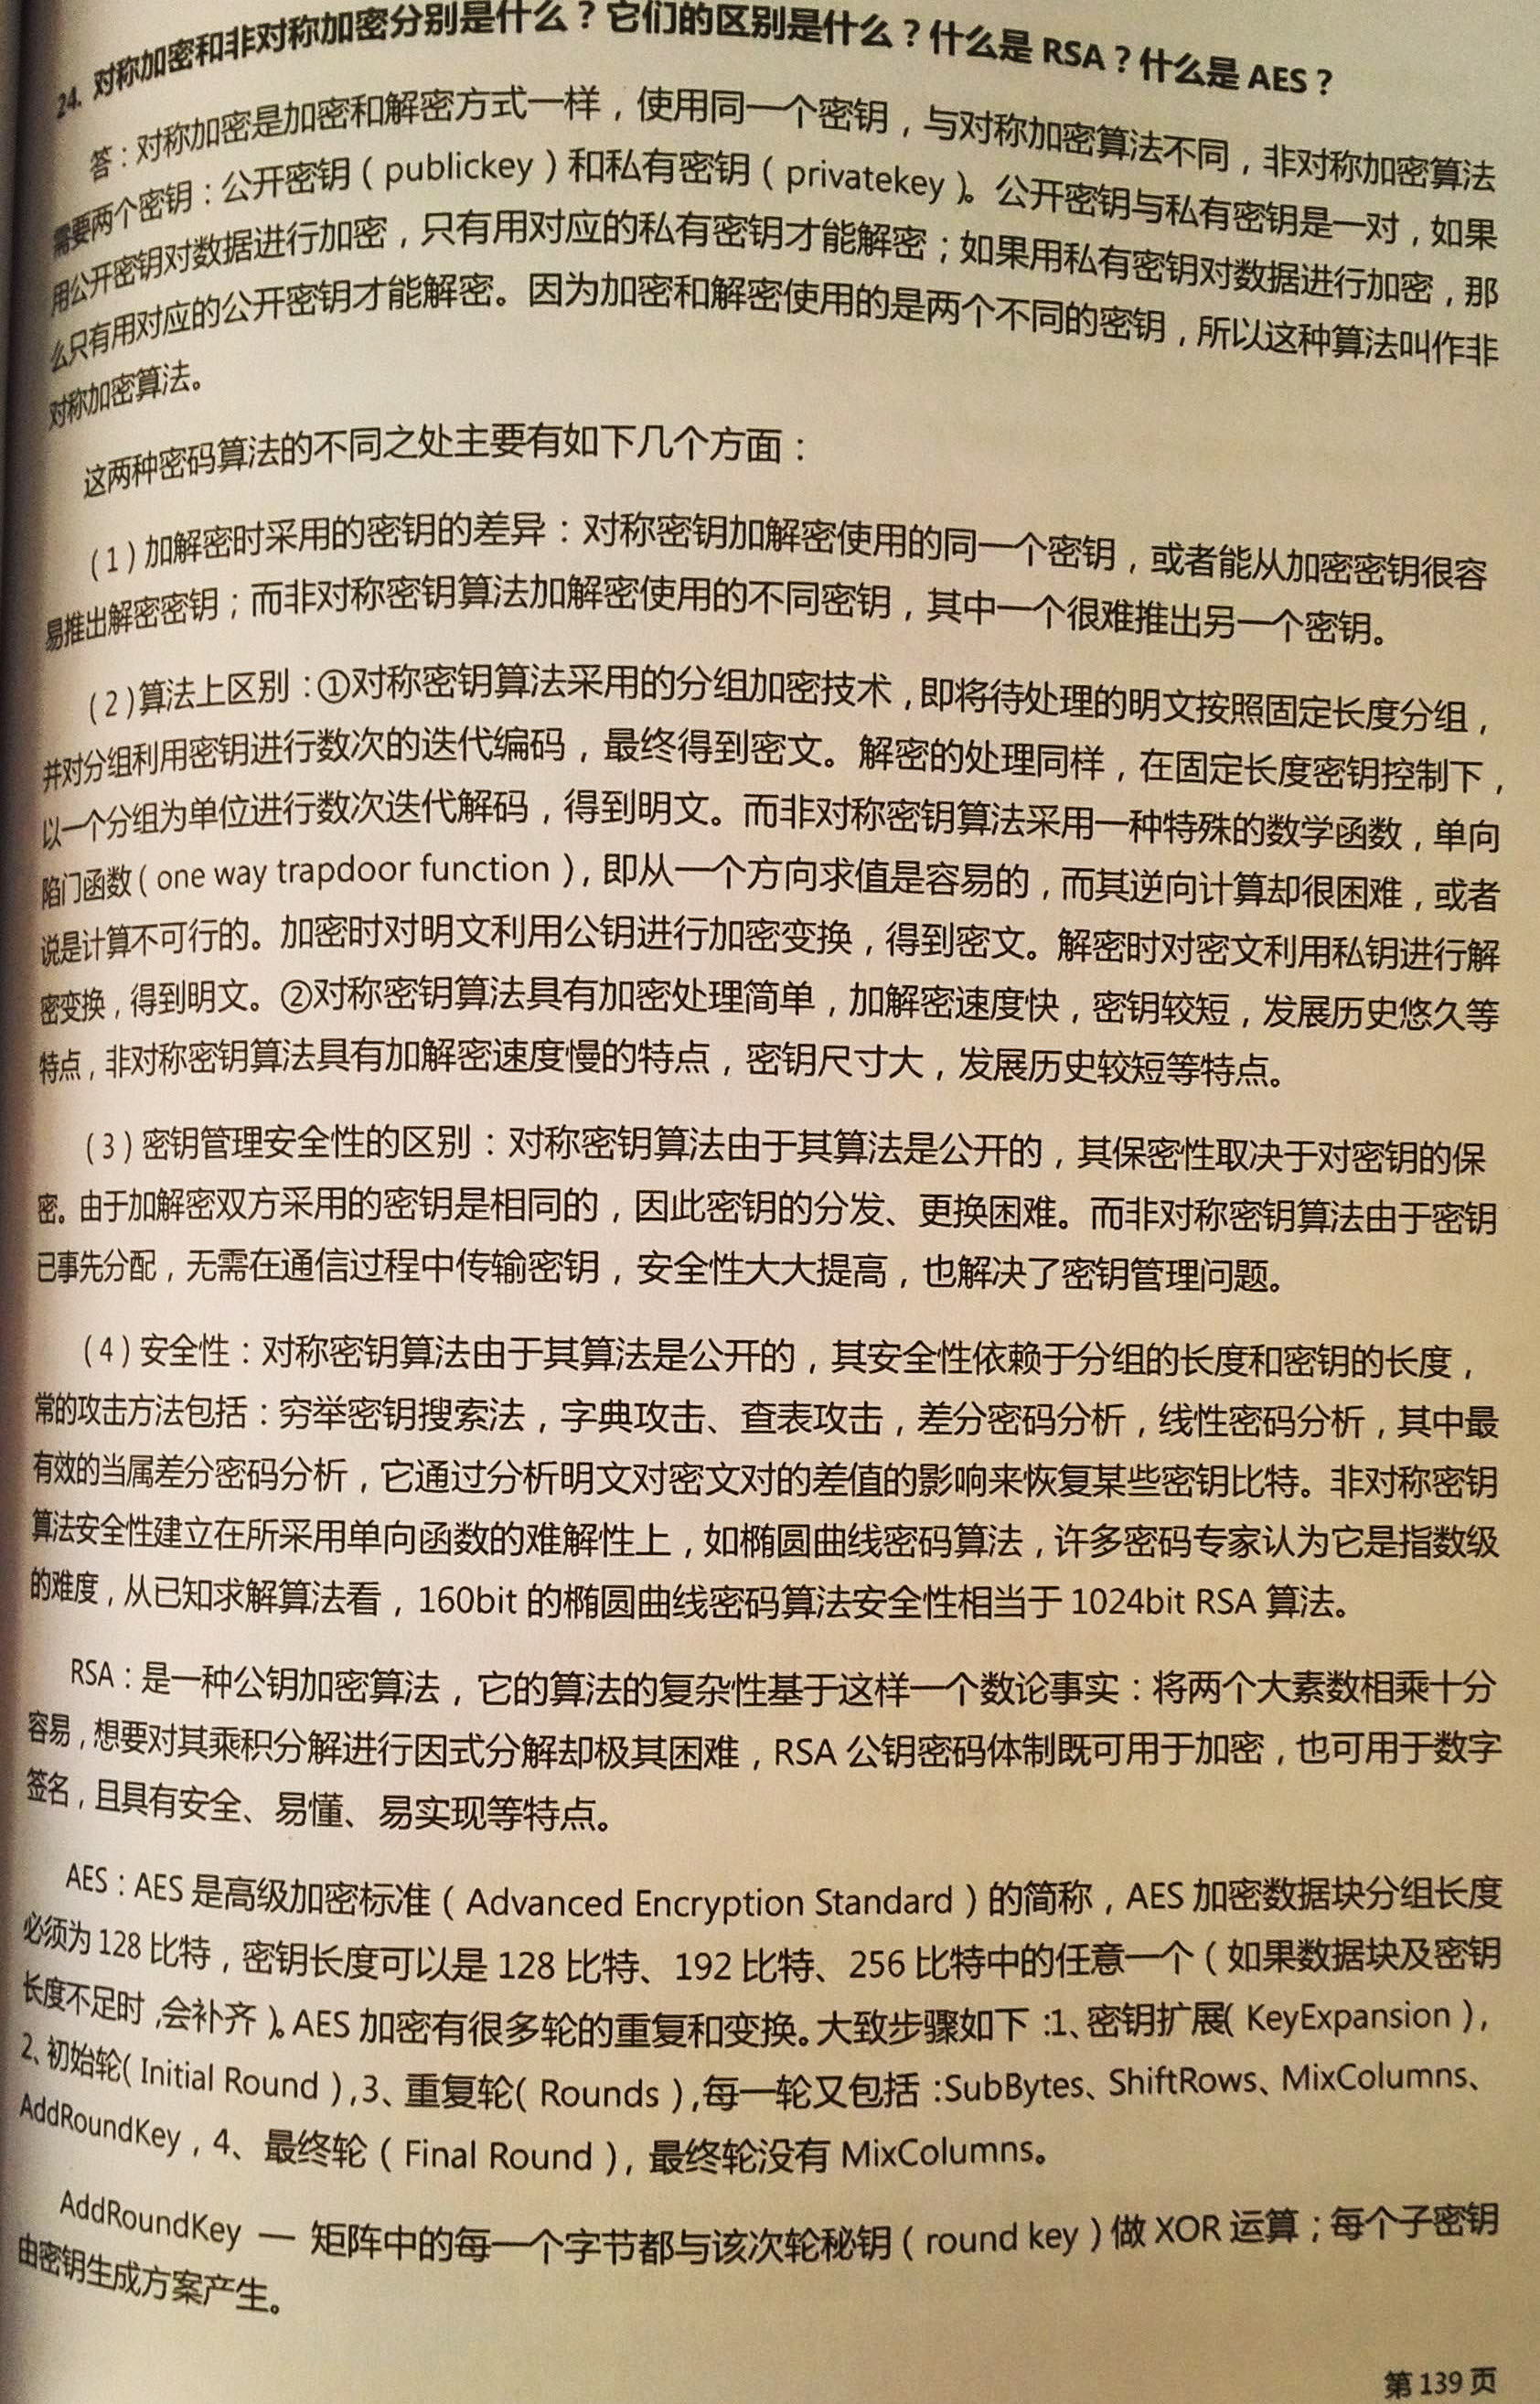 24. 对称加密和非对称加密分别是什么？它们的区别是什么？什么是 RSA？什么是 AES？
答：对称加密是加密和解密方式一样，使用同一个密钥，与对称加密算法不同，非对称加密算法
需要两个密钥：公开密钥（publickey）和私有密钥（privatekey）。公开密钥与私有密钥是一对，如果
用公开密钥对数据进行加密，只有用对应的私有密钥才能解密；如果用私有密钥对数据进行加密，那
么只有用对应的公开密钥才能解密。因为加密和解密使用的是两个不同的密钥，所以这种算法叫作非
对称加密算法。
这两种密码算法的不同之处主要有如下几个方面：
（1）加解密时采用的密钥的差异：对称密钥加解密使用的同一个密钥，或者能从加密密钥很容
易推出解密密钥；而非对称密钥算法加解密使用的不同密钥，其中一个很难推出另一个密钥。
（2）算法上区别：①对称密钥算法采用的分组加密技术，即将待处理的明文按照固定长度分组，
并对分组利用密钥进行数次的迭代编码，最终得到密文。解密的处理同样，在固定长度密钥控制下，
以一个分组为单位进行数次迭代解码，得到明文。而非对称密钥算法采用一种特殊的数学函数，单向
陷门函数（one way trapdoor function），即从一个方向求值是容易的，而其逆向计算却很困难，或者
说是计算不可行的。加密时对明文利用公钥进行加密变换，得到密文。解密时对密文利用私钥进行解
密变换，得到明文。②对称密钥算法具有加密处理简单，加解密速度快，密钥较短，发展历史悠久等
特点，非对称密钥算法具有加解密速度慢的特点，密钥尺寸大，发展历史较短等特点。
（3）密钥管理安全性的区别：对称密钥算法由于其算法是公开的，其保密性取决于对密钥的保
密。由于加解密双方采用的密钥是相同的，因此密钥的分发、更换困难。而非对称密钥算法由于密钥
已事先分配，无需在通信过程中传输密钥，安全性大大提高，也解决了密钥管理问题。
（4）安全性：对称密钥算法由于其算法是公开的，其安全性依赖于分组的长度和密钥的长度，
常的攻击方法包括：穷举密钥搜索法，字典攻击、查表攻击，差分密码分析，线性密码分析，其中最
有效的当属差分密码分析，它通过分析明文对密文对的差值的影响来恢复某些密钥比特。非对称密钥
算法安全性建立在所采用单向函数的难解性上，如椭圆曲线密码算法，许多密码专家认为它是指数级
的难度，从已知求解算法看，160bit 的椭圆曲线密码算法安全性相当于 1024bit RSA 算法。
RSA：是一种公钥加密算法，它的算法的复杂性基于这样一个数论事实：将两个大素数相乘十分
容易，想要对其乘积分解进行因式分解却极其困难，RSA 公钥密码体制既可用于加密，也可用于数字
签名，且具有安全、易懂、易实现等特点。
AES：AES 是高级加密标准（Advanced Encryption Standard）的简称，AES 加密数据块分组长度
必须为 128 比特，密钥长度可以是 128 比特、192 比特、256 比特中的任意一个（如果数据块及密钥
长度不足时，会补齐）。AES 加密有很多轮的重复和变换。大致步骤如下：1、密钥扩展（KeyExpansion），
2、初始轮（Initial Round），3、重复轮（Rounds），每一轮又包括：SubBytes、ShiftRows、MixColumns、
AddRoundKey，4、最终轮（Final Round），最终轮没有 MixColumns。
AddRoundKey — 矩阵中的每一个字节都与该次轮秘钥（round key）做 XOR 运算；每个子密钥
由密钥生成方案产生。
第 139 页